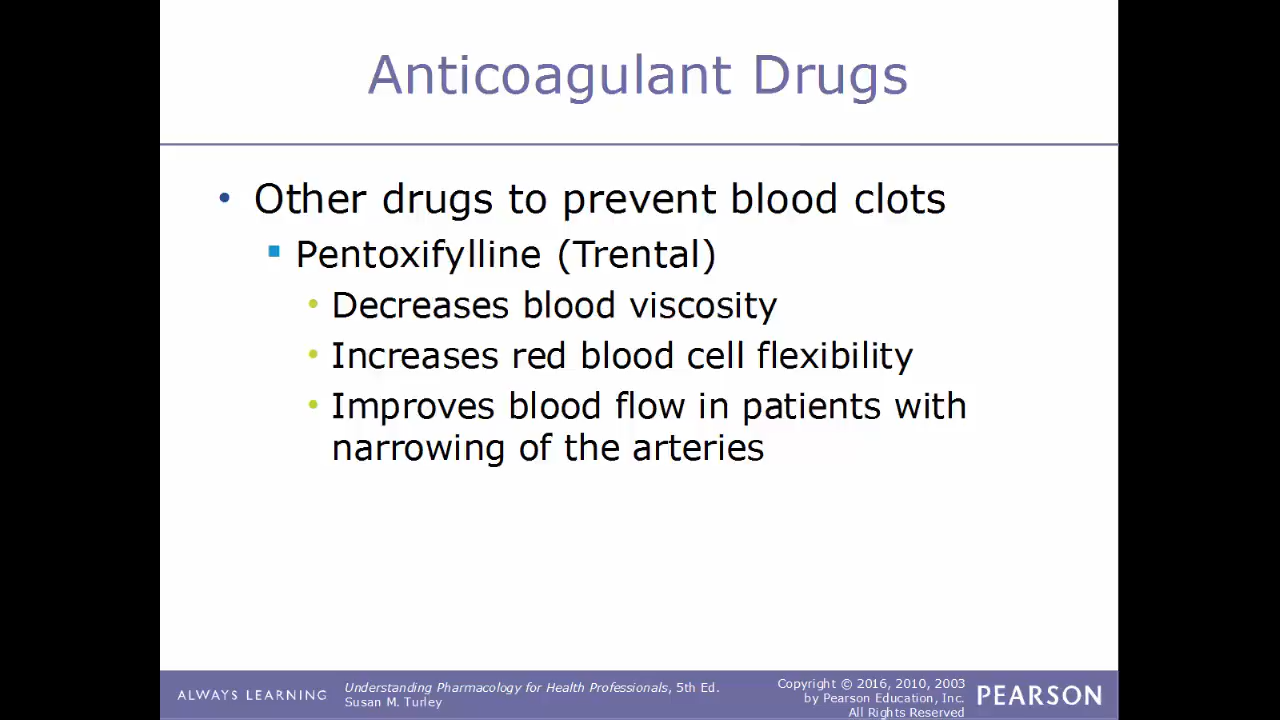 Anticoagulant Drugs
• Other drugs to prevent blood clots
▪ Pentoxifylline (Trental)
• Decreases blood viscosity
• Increases red blood cell flexibility
• Improves blood flow in patients with
narrowing of the arteries
ALWAYS LEARNING
Understanding Pharmacology for Health Professionals, 5th Ed.
Susan M. Turley
Copyright © 2016, 2010, 2003
by Pearson Education, Inc.
All Rights Reserved
PEARSON